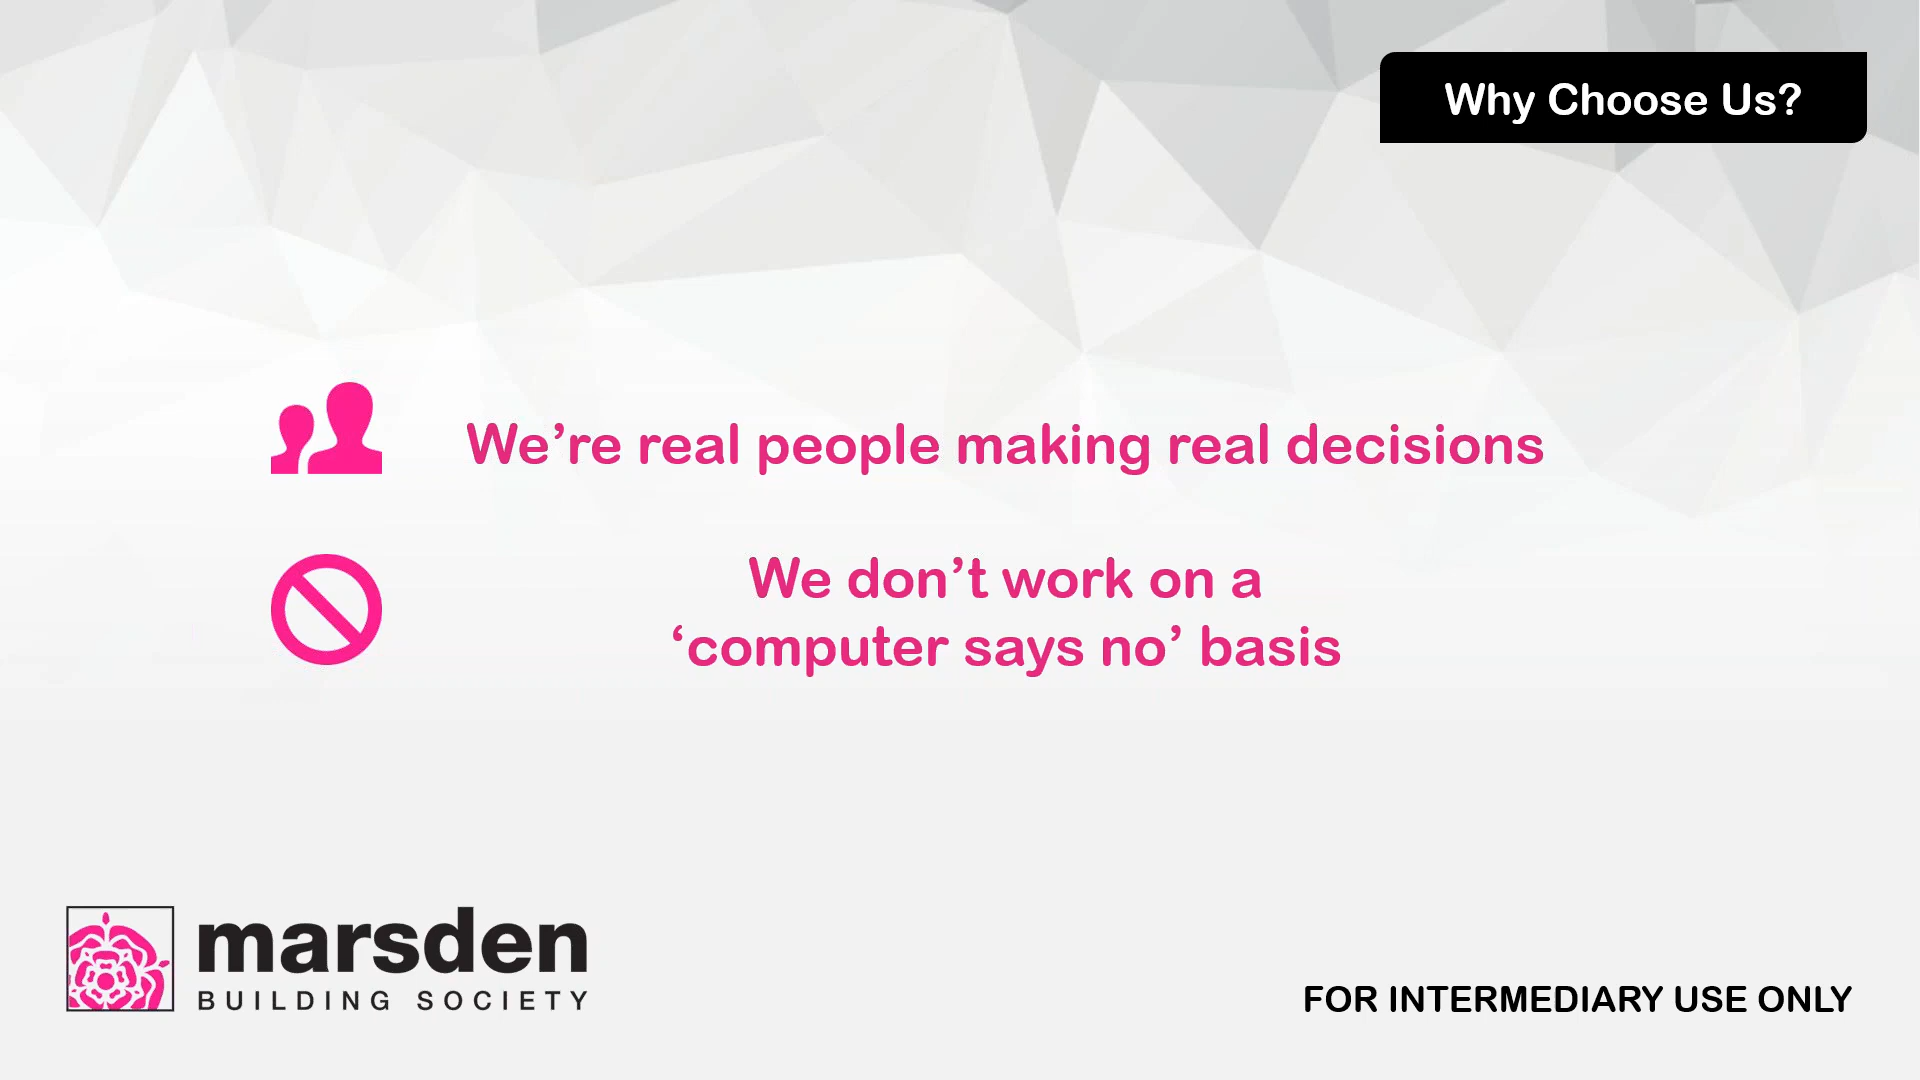 Why Choose Us?
We’re real people making real decisions
We don’t work on a
‘computer says no’ basis
marsden
BUILDING SOCIETY
FOR INTERMEDIARY USE ONLY